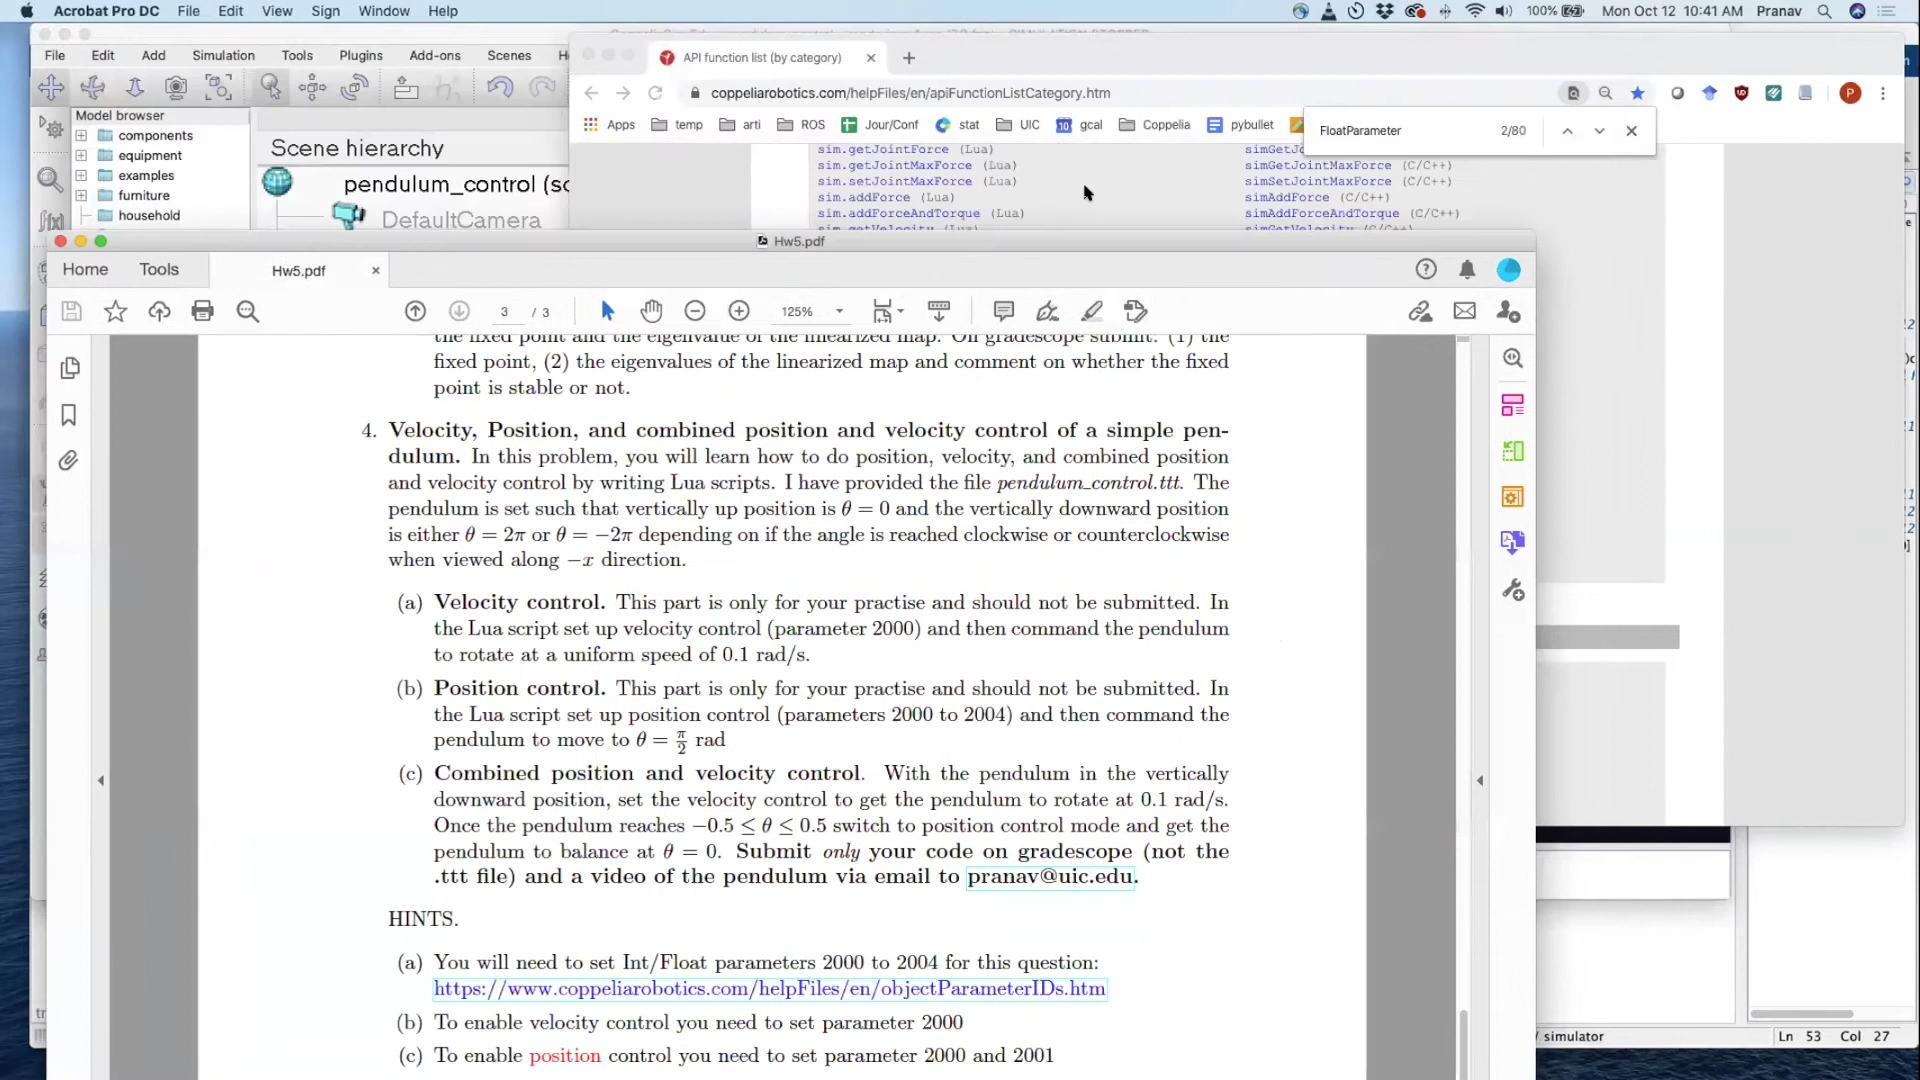 Acrobat Pro DC File Edit View Sign Window Help
100% Mon Oct 12 10:41 AM Pranav
File Edit Add Simulation Tools Plugins Add-ons Scenes
API function list (by category)
coppeliarobotics.com/helpFiles/en/apiFunctionListCategory.htm
Apps temp arti ROS Jour/Conf stat UIC gcal Coppelia pybullet
FloatParameter 2/80
Model browser
components
equipment
examples
furniture
household
Scene hierarchy
pendulum_control (sc
DefaultCamera
sim.getJointForce (Lua)
sim.getJointMaxForce (Lua) simGetJointMaxForce (C/C++)
sim.setJointMaxForce (Lua) simSetJointMaxForce (C/C++)
sim.addForce (Lua) simAddForce (C/C++)
sim.addForceAndTorque (Lua) simAddForceAndTorque (C/C++)
sim.getVelocity (Lua) simGetVelocity (C/C++)
Hw5.pdf
Home Tools Hw5.pdf
3 / 3 125%
the fixed point and the eigenvalue of the linearized map. On gradescope submit: (1) the
fixed point, (2) the eigenvalues of the linearized map and comment on whether the fixed
point is stable or not.
4. Velocity, Position, and combined position and velocity control of a simple pen-
dulum. In this problem, you will learn how to do position, velocity, and combined position
and velocity control by writing Lua scripts. I have provided the file pendulum_control.ttt. The
pendulum is set such that vertically up position is θ = 0 and the vertically downward position
is either θ = 2π or θ = −2π depending on if the angle is reached clockwise or counterclockwise
when viewed along −x direction.
(a) Velocity control. This part is only for your practise and should not be submitted. In
the Lua script set up velocity control (parameter 2000) and then command the pendulum
to rotate at a uniform speed of 0.1 rad/s.
(b) Position control. This part is only for your practise and should not be submitted. In
the Lua script set up position control (parameters 2000 to 2004) and then command the
pendulum to move to θ = π/2 rad
(c) Combined position and velocity control. With the pendulum in the vertically
downward position, set the velocity control to get the pendulum to rotate at 0.1 rad/s.
Once the pendulum reaches −0.5 ≤ θ ≤ 0.5 switch to position control mode and get the
pendulum to balance at θ = 0. Submit only your code on gradescope (not the
.ttt file) and a video of the pendulum via email to pranav@uic.edu.
HINTS.
(a) You will need to set Int/Float parameters 2000 to 2004 for this question:
https://www.coppeliarobotics.com/helpFiles/en/objectParameterIDs.htm
(b) To enable velocity control you need to set parameter 2000
(c) To enable position control you need to set parameter 2000 and 2001
/ simulator Ln 53 Col 27